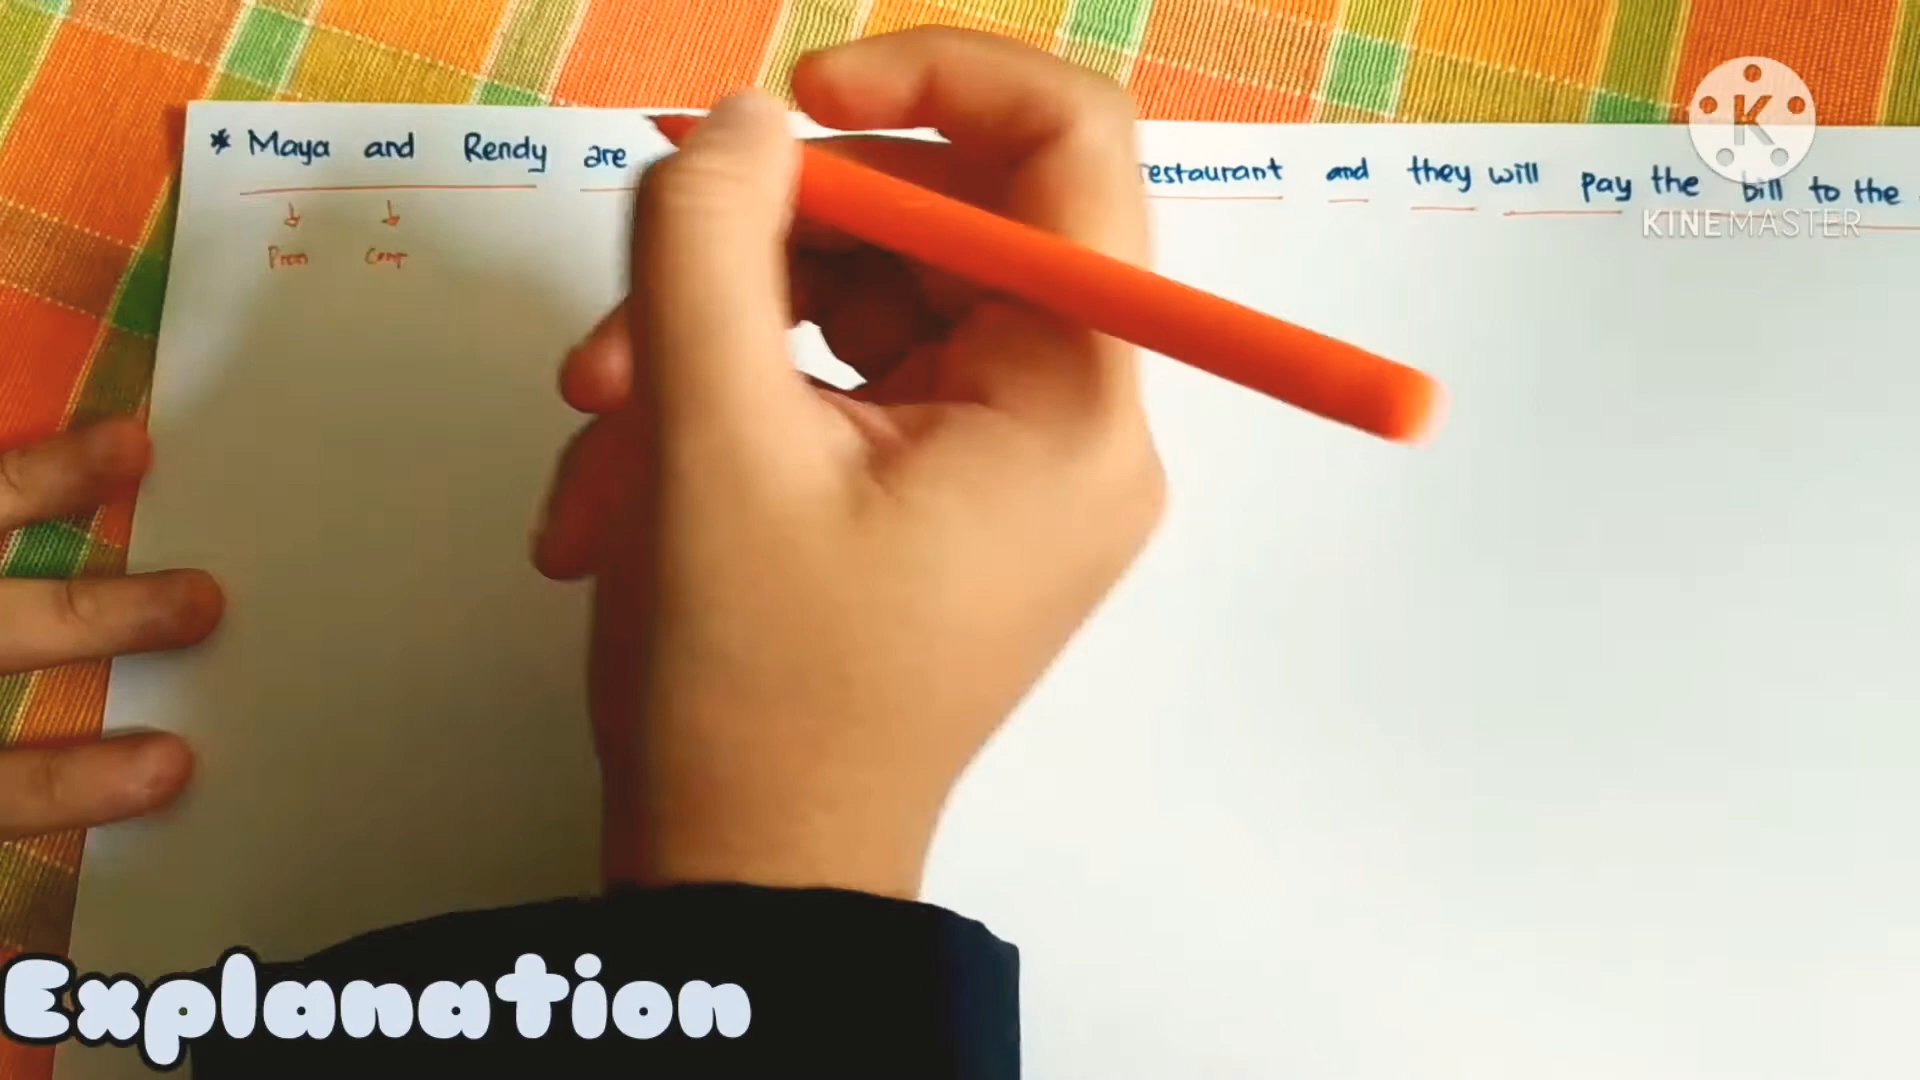 * Maya and Rendy are restaurant and they will pay the bill to the
Pron Conj
K
KINEMASTER
Explanation